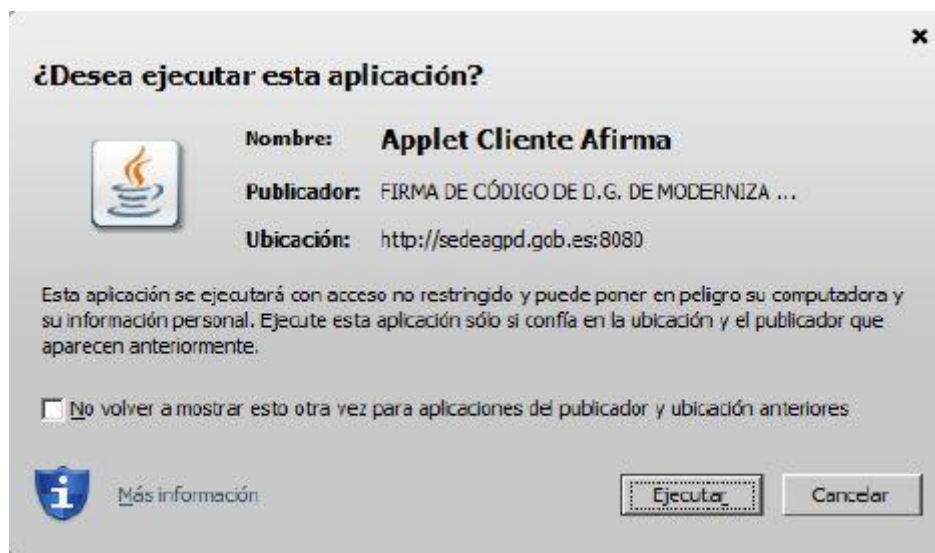 ¿Desea ejecutar esta aplicación?
Nombre: Applet Cliente Afirma
Publicador: FIRMA DE CÓDIGO DE D.G. DE MODERNIZA ...
Ubicación: http://sedeagpd.gob.es:8080
Esta aplicación se ejecutará con acceso no restringido y puede poner en peligro su computadora y
su información personal. Ejecute esta aplicación sólo si confía en la ubicación y el publicador que
aparecen anteriormente.
No volver a mostrar esto otra vez para aplicaciones del publicador y ubicación anteriores
Más información
Ejecutar
Cancelar